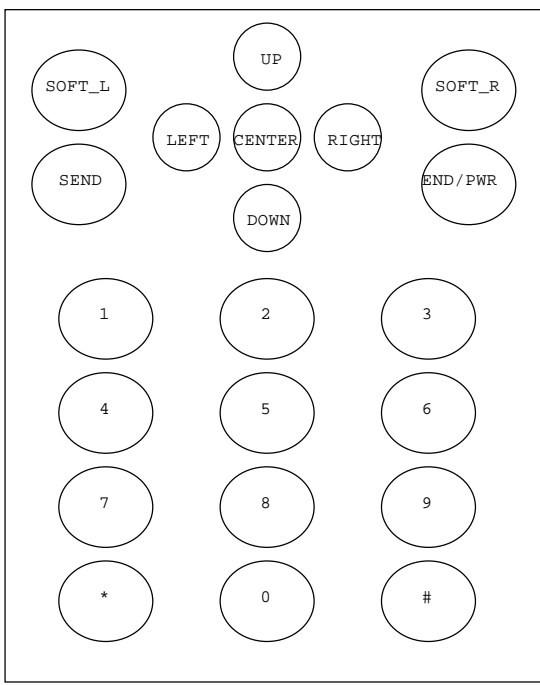 UP
SOFT_L SOFT_R
LEFT CENTER RIGHT
SEND END/PWR
DOWN
1 2 3
4 5 6
7 8 9
* 0 #